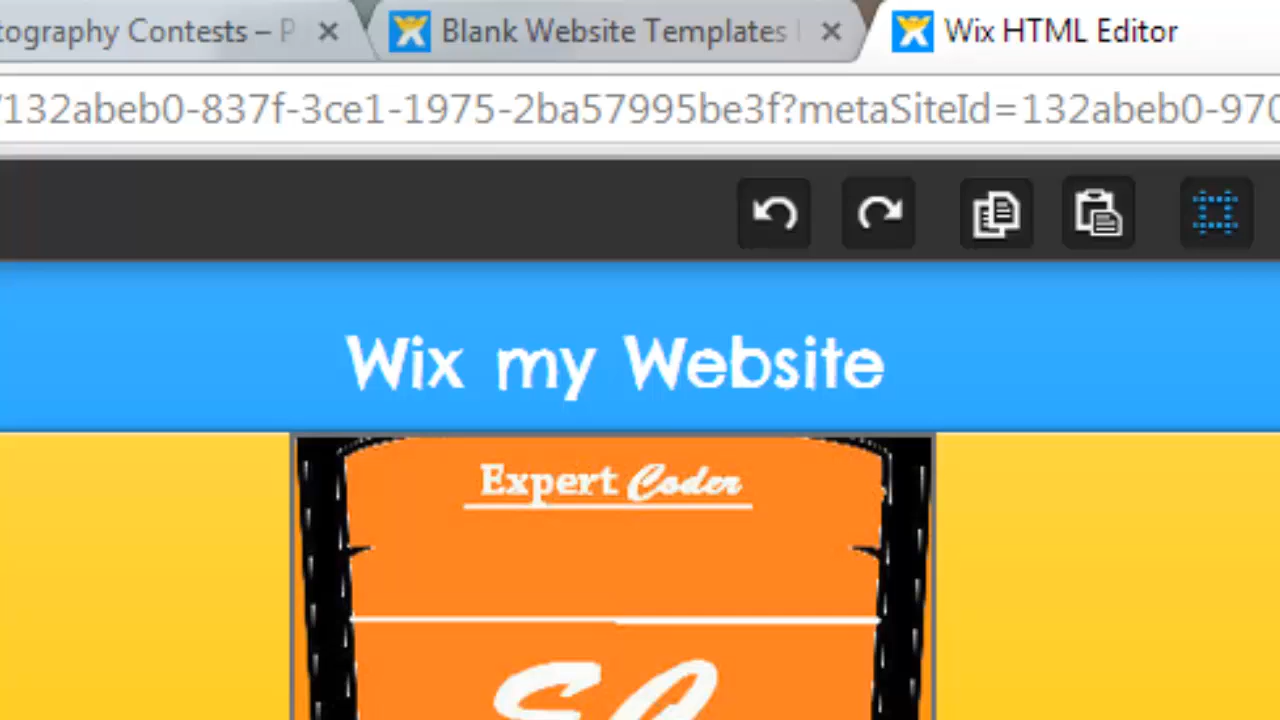 tography Contests – P
Blank Website Templates
Wix HTML Editor
/132abeb0-837f-3ce1-1975-2ba57995be3f?metaSiteId=132abeb0-970
Wix my Website
Expert Coder